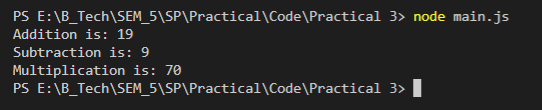 PS E:\B_Tech\SEM_5\SP\Practical\Code\Practical 3> node main.js
Addition is: 19
Subtraction is: 9
Multiplication is: 70
PS E:\B_Tech\SEM_5\SP\Practical\Code\Practical 3>